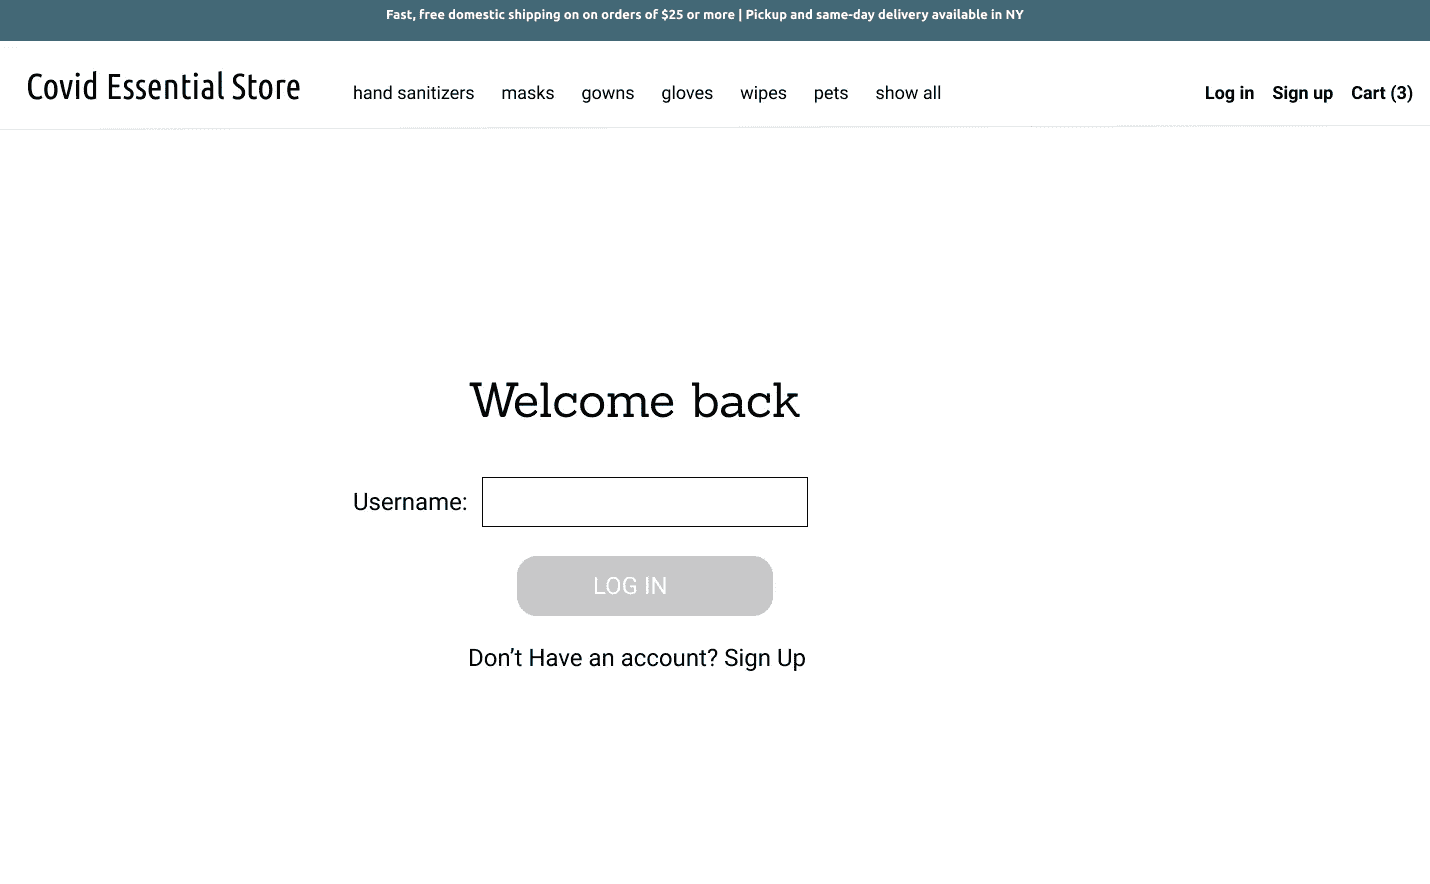 Fast, free domestic shipping on on orders of $25 or more | Pickup and same-day delivery available in NY
Covid Essential Store hand sanitizers masks gowns gloves wipes pets show all Log in Sign up Cart (3)
Welcome back
Username:
LOG IN
Don’t Have an account? Sign Up